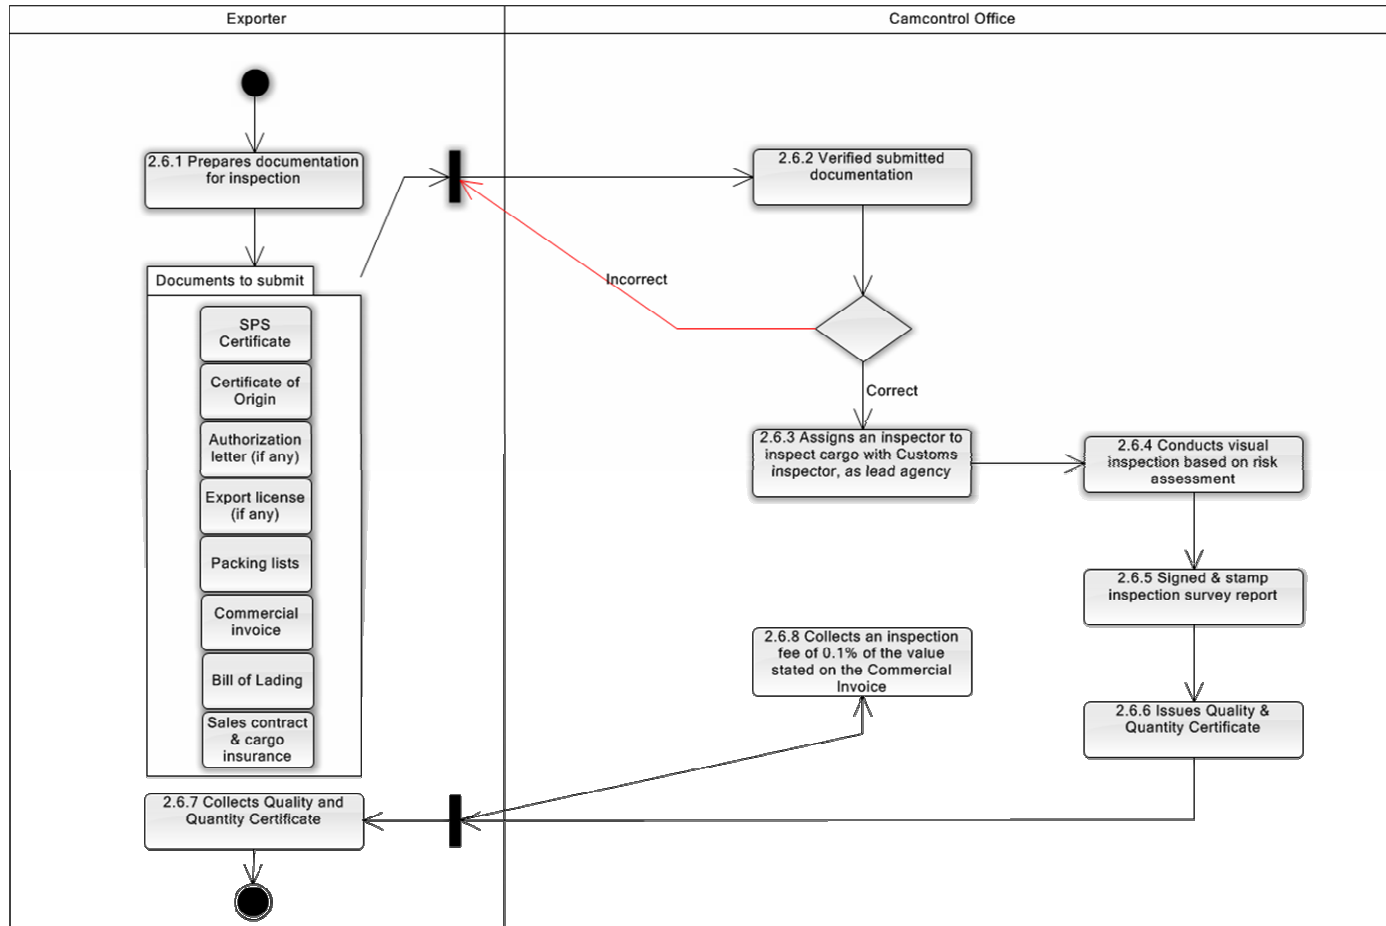 Exporter
Camcontrol Office
2.6.1 Prepares documentation
for inspection
2.6.2 Verified submitted
documentation
Documents to submit
Incorrect
SPS
Certificate
Certificate of
Origin
Correct
Authorization
letter (if any)
2.6.3 Assigns an inspector to
inspect cargo with Customs
inspector, as lead agency
2.6.4 Conducts visual
inspection based on risk
assessment
Export license
(if any)
Packing lists
2.6.5 Signed & stamp
inspection survey report
Commercial
invoice
2.6.8 Collects an inspection
fee of 0.1% of the value
stated on the Commercial
Invoice
Bill of Lading
2.6.6 Issues Quality &
Quantity Certificate
Sales contract
& cargo
insurance
2.6.7 Collects Quality and
Quantity Certificate